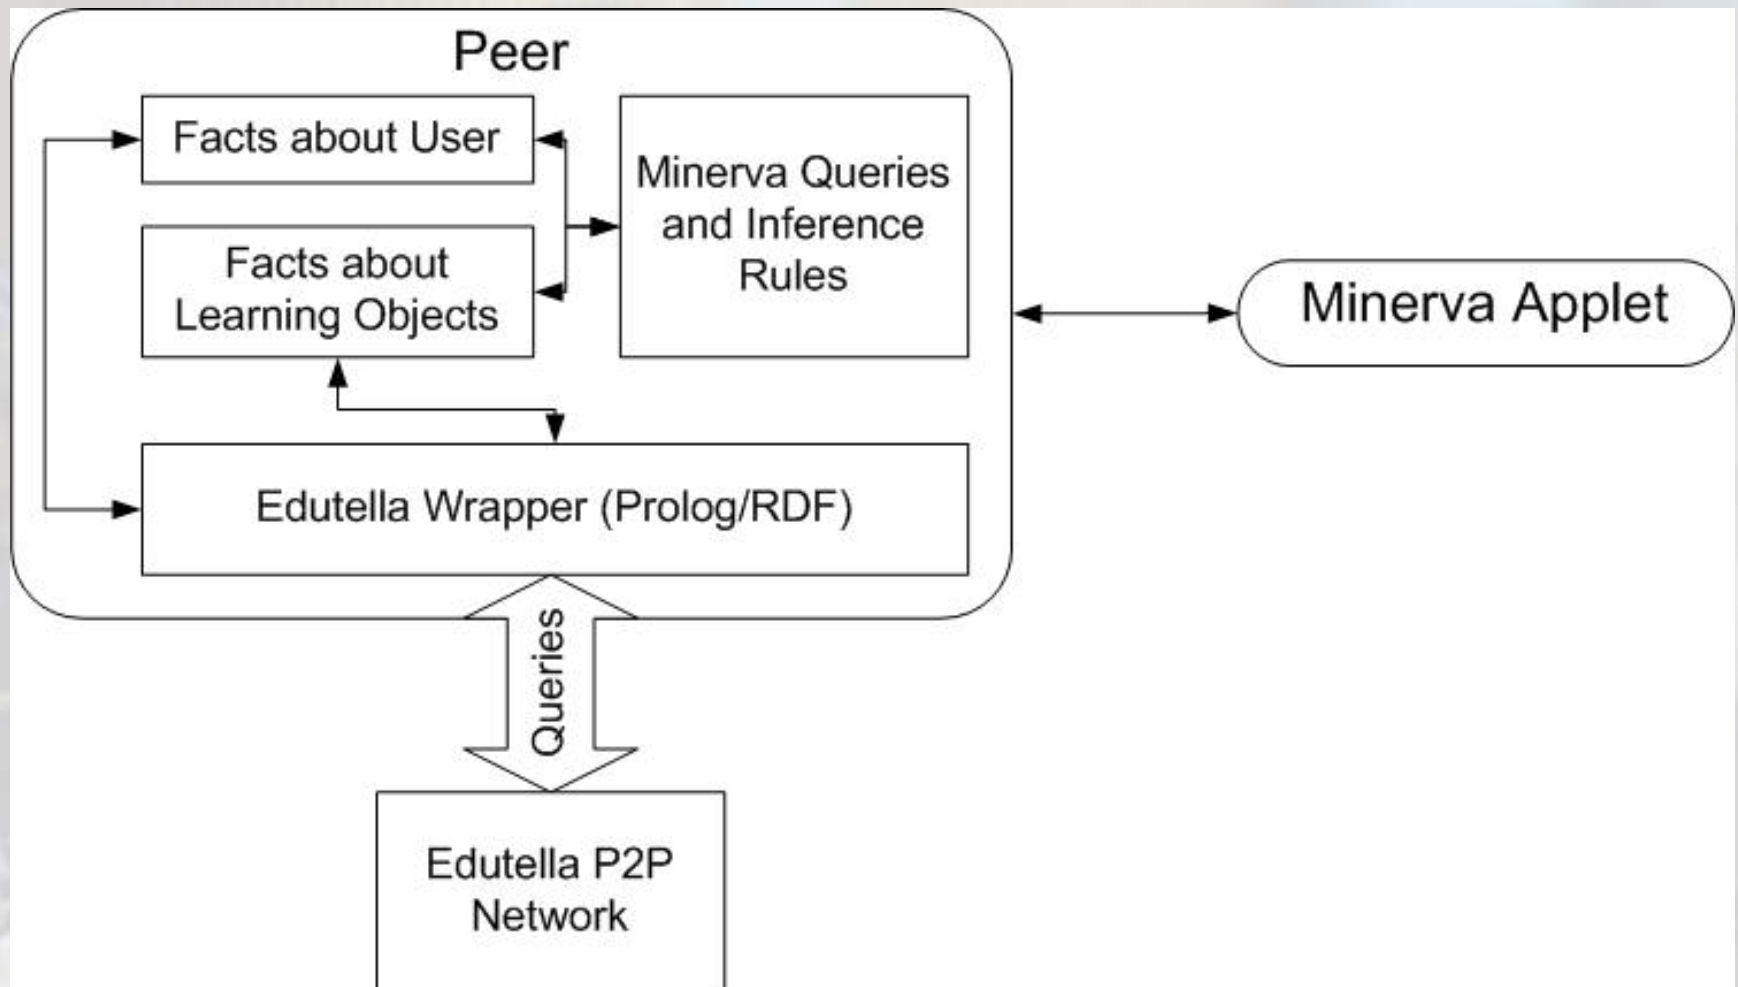 Peer
Facts about User
Facts about
Learning Objects
Minerva Queries
and Inference
Rules
Minerva Applet
Edutella Wrapper (Prolog/RDF)
Queries
Edutella P2P
Network